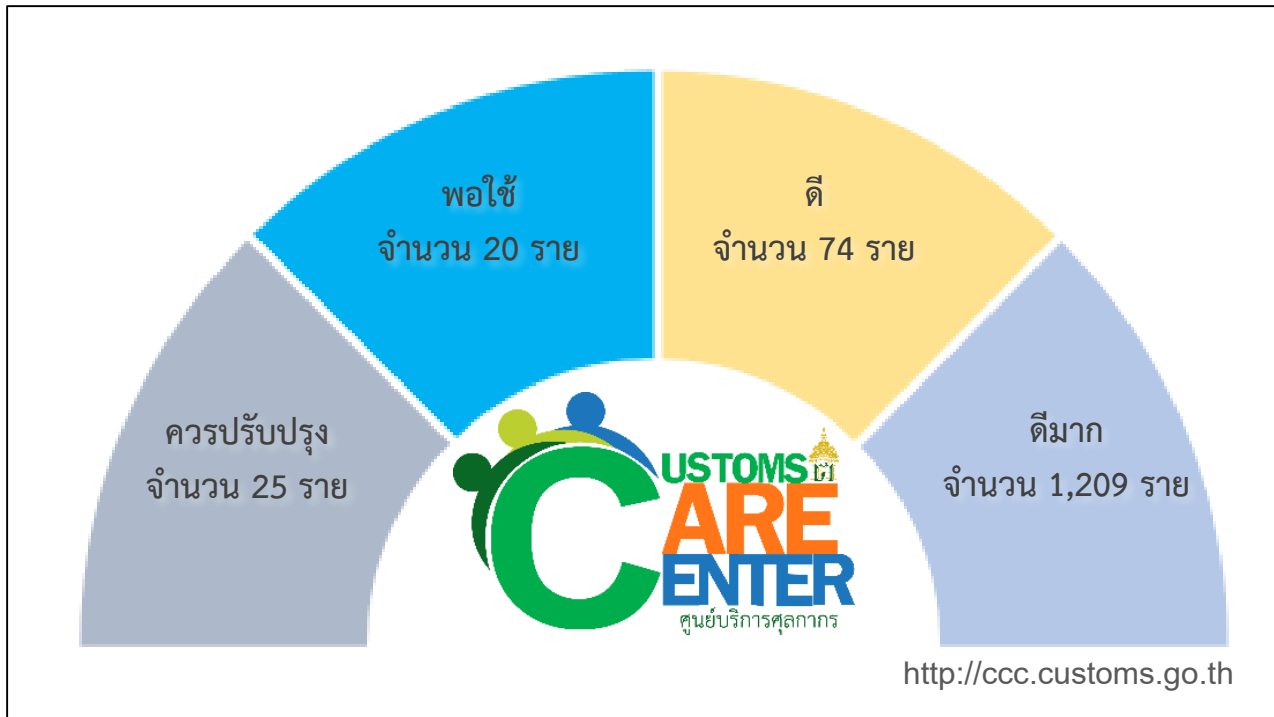 พอใช้
จำนวน 20 ราย
ดี
จำนวน 74 ราย
ควรปรับปรุง
จำนวน 25 ราย
ดีมาก
จำนวน 1,209 ราย
CUSTOMS
CARE
CENTER
ศูนย์บริการศุลกากร
http://ccc.customs.go.th